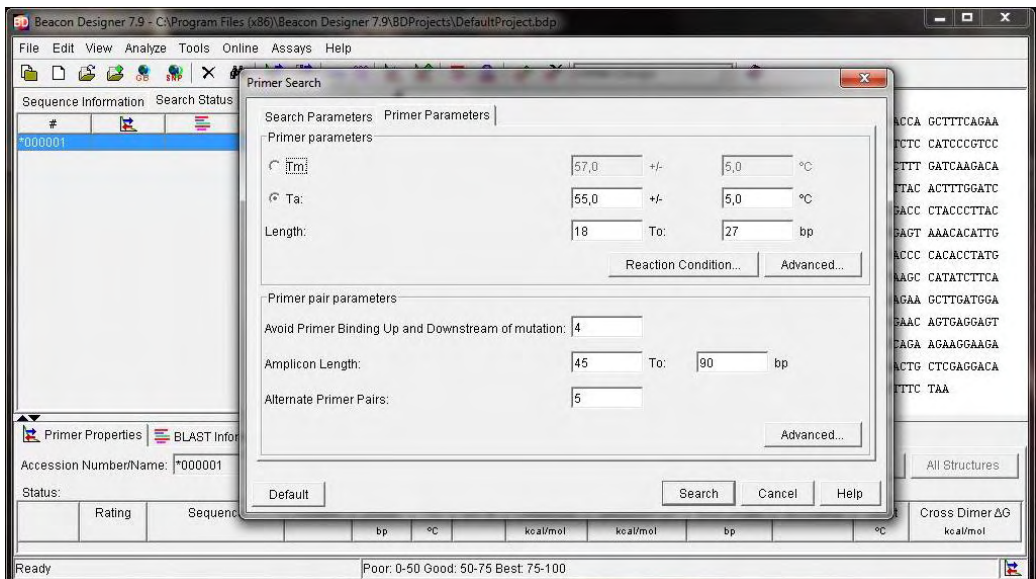 Beacon Designer 7.9 - C:\Program Files (x86)\Beacon Designer 7.9\BDProjects\DefaultProject.bdp
File Edit View Analyze Tools Online Assays Help
Primer Search
Sequence Information Search Status
Search Parameters Primer Parameters
#
*000001
Primer parameters
Tm:
57,0 +/- 5,0 °C
Ta:
55,0 +/- 5,0 °C
Length:
18 To: 27 bp
Reaction Condition... Advanced...
Primer pair parameters
Avoid Primer Binding Up and Downstream of mutation: 4
Amplicon Length:
45 To: 90 bp
Alternate Primer Pairs:
5
Advanced...
Default Search Cancel Help
ACCA GCTTTCAGAA
TCTC CATCCCGTCC
CTTT GATCAAGACA
TTAC ACTTTGGATC
GACC CTACCCTTAC
GAGT AAACACATTG
ACCC CACACCTATG
AAGC CATATCTTCA
AGAA GCTTGATGGA
GAAC AGTGAGGAGT
CAGA AGAAGGAAGA
ACTG CTCGAGGACA
TTTC TAA
Primer Properties BLAST Infor
Accession Number/Name: *000001
All Structures
Status:
Rating Sequenc
bp °C kcal/mol kcal/mol bp °C
Cross Dimer ΔG
kcal/mol
Ready Poor: 0-50 Good: 50-75 Best: 75-100